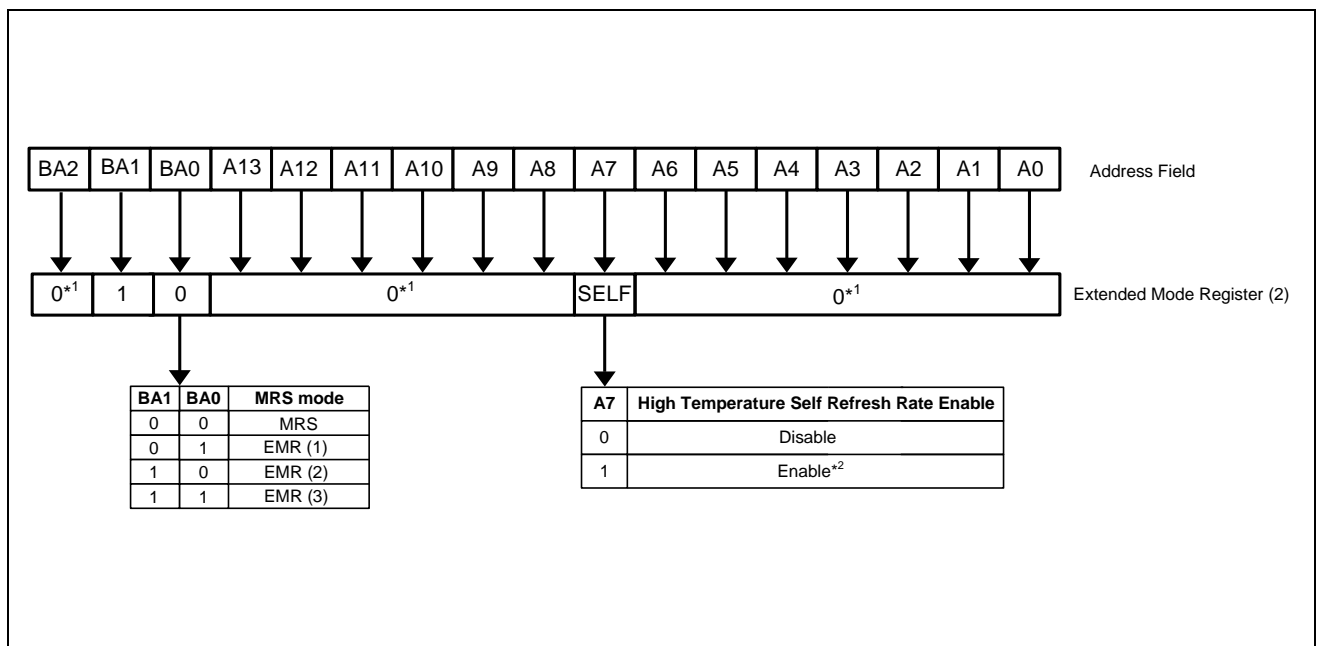 BA2 BA1 BA0 A13 A12 A11 A10 A9 A8 A7 A6 A5 A4 A3 A2 A1 A0 Address Field
0*1 1 0 0*1 SELF 0*1 Extended Mode Register (2)
BA1 BA0 MRS mode
0 0 MRS
0 1 EMR (1)
1 0 EMR (2)
1 1 EMR (3)
A7 High Temperature Self Refresh Rate Enable
0 Disable
1 Enable*2